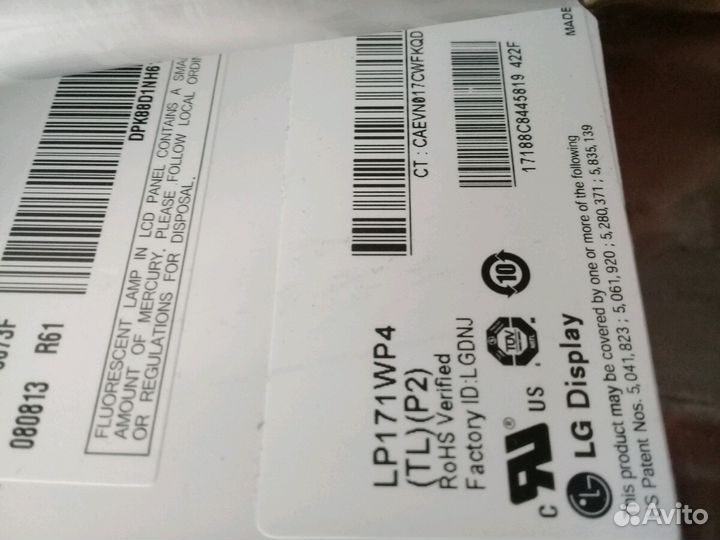 DPK88D1NH6
FLUORESCENT LAMP IN LCD PANEL CONTAINS A SMA
AMOUNT OF MERCURY, PLEASE FOLLOW LOCAL ORDI
OR REGULATIONS FOR DISPOSAL.
080813 R61
CT : CAEVN017CWFKQD
17188C8445819 422F
MADE
LP171WP4
(TL)(P2)
RoHS Verified
Factory ID:LGDNJ
C RU ® US
TÜV
10
LG Display
his product may be covered by one or more of the following
S Patent Nos. 5,041,823 ; 5,061,920 ; 5,280,371 ; 5,835,139
Avito